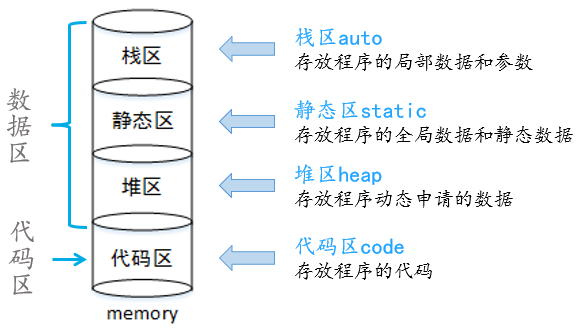 数据区
代码区
栈区
静态区
堆区
代码区
memory
栈区auto
存放程序的局部数据和参数
静态区static
存放程序的全局数据和静态数据
堆区heap
存放程序动态申请的数据
代码区code
存放程序的代码